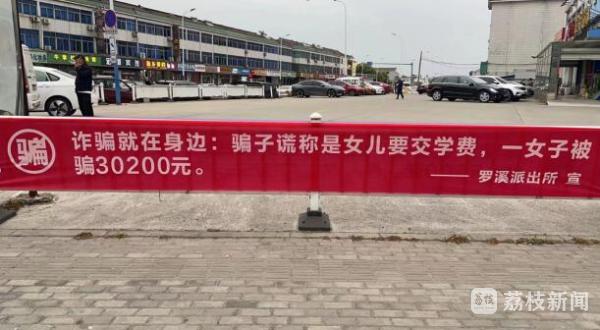 骗
诈骗就在身边：骗子谎称是女儿要交学费，一女子被
骗30200元。
—— 罗溪派出所 宣
荔枝 荔枝新闻